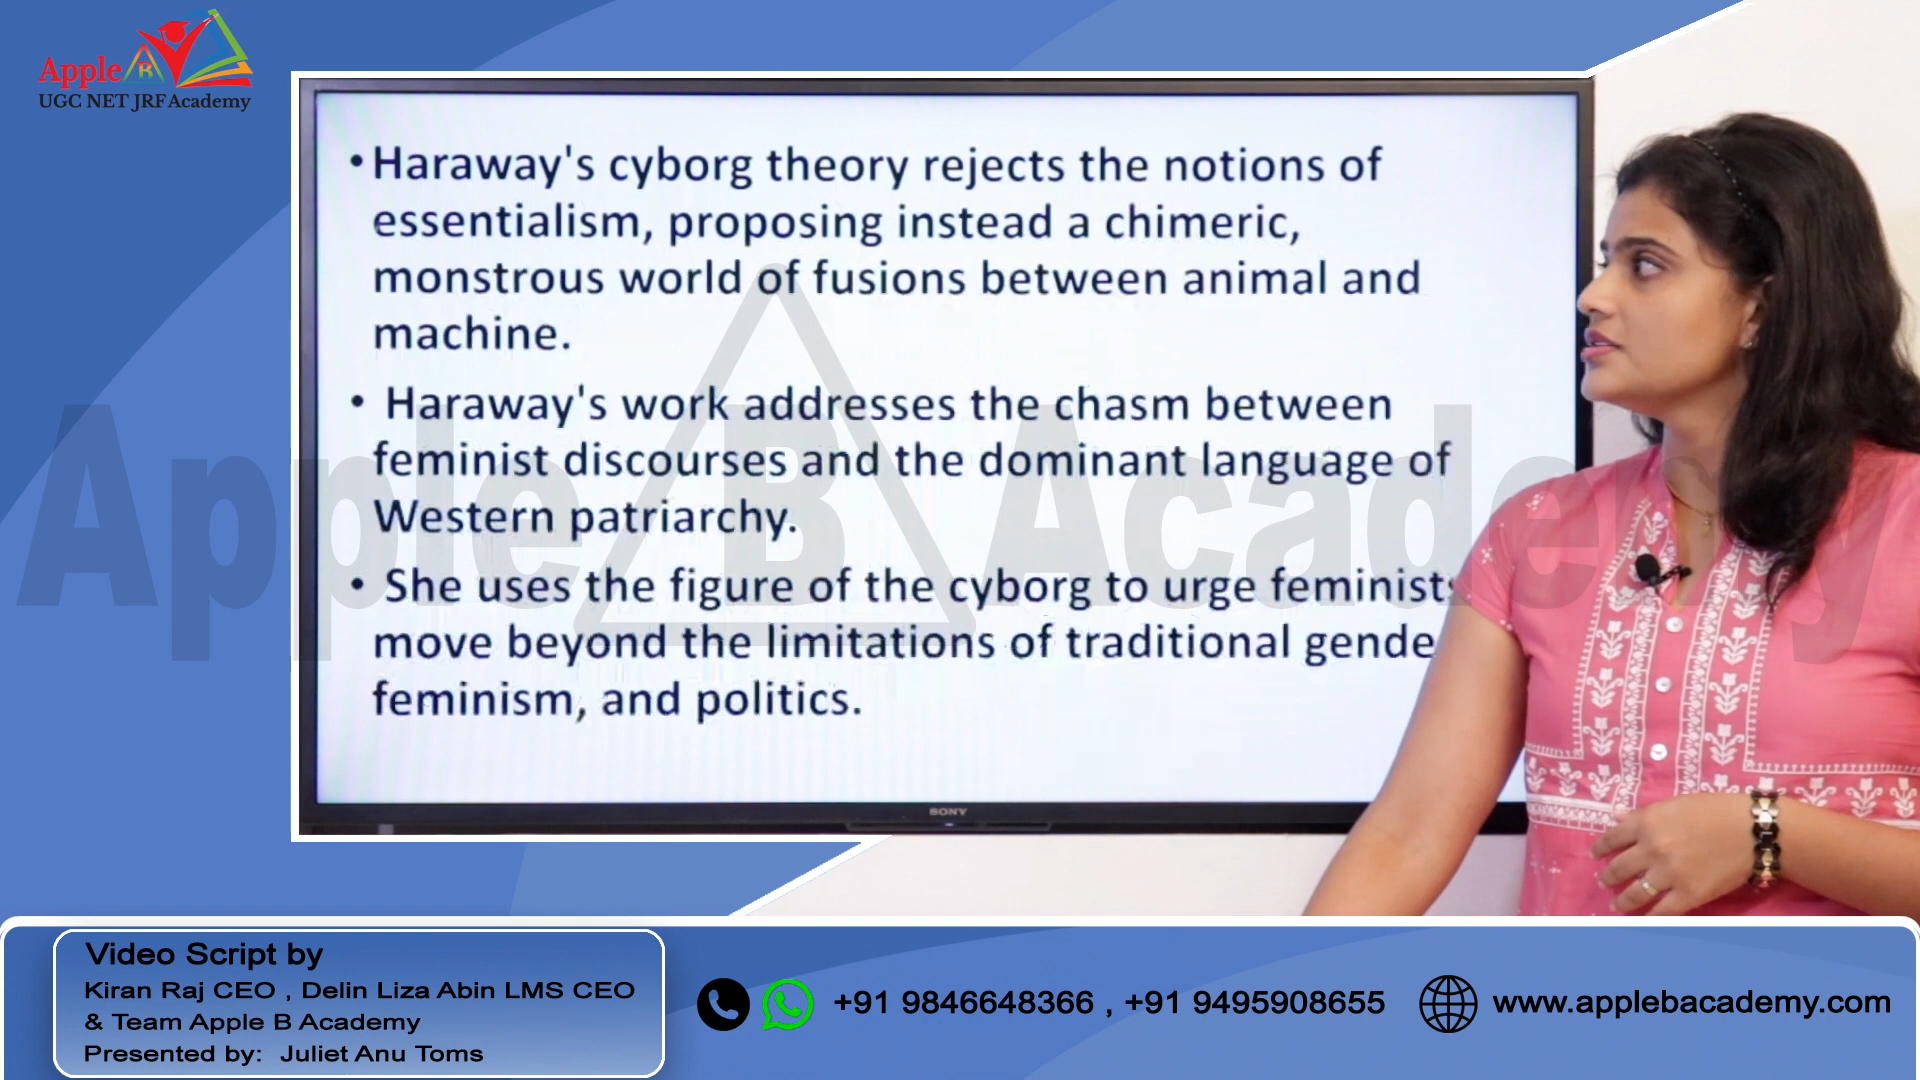 Apple B
UGC NET JRF Academy
• Haraway's cyborg theory rejects the notions of
essentialism, proposing instead a chimeric,
monstrous world of fusions between animal and
machine.
• Haraway's work addresses the chasm between
feminist discourses and the dominant language of
Western patriarchy.
• She uses the figure of the cyborg to urge feminists
move beyond the limitations of traditional gende
feminism, and politics.
SONY
Apple B Academy
Video Script by
Kiran Raj CEO , Delin Liza Abin LMS CEO
& Team Apple B Academy
Presented by: Juliet Anu Toms
+91 9846648366 , +91 9495908655
www.applebacademy.com